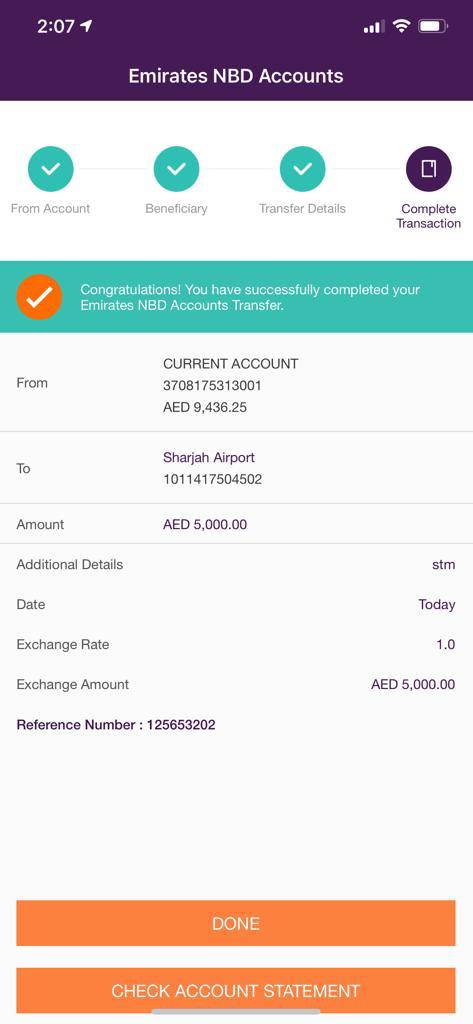 2:07
Emirates NBD Accounts
From Account
Beneficiary
Transfer Details
Complete
Transaction
Congratulations! You have successfully completed your
Emirates NBD Accounts Transfer.
From
CURRENT ACCOUNT
3708175313001
AED 9,436.25
To
Sharjah Airport
1011417504502
Amount AED 5,000.00
Additional Details stm
Date Today
Exchange Rate 1.0
Exchange Amount AED 5,000.00
Reference Number : 125653202
DONE
CHECK ACCOUNT STATEMENT